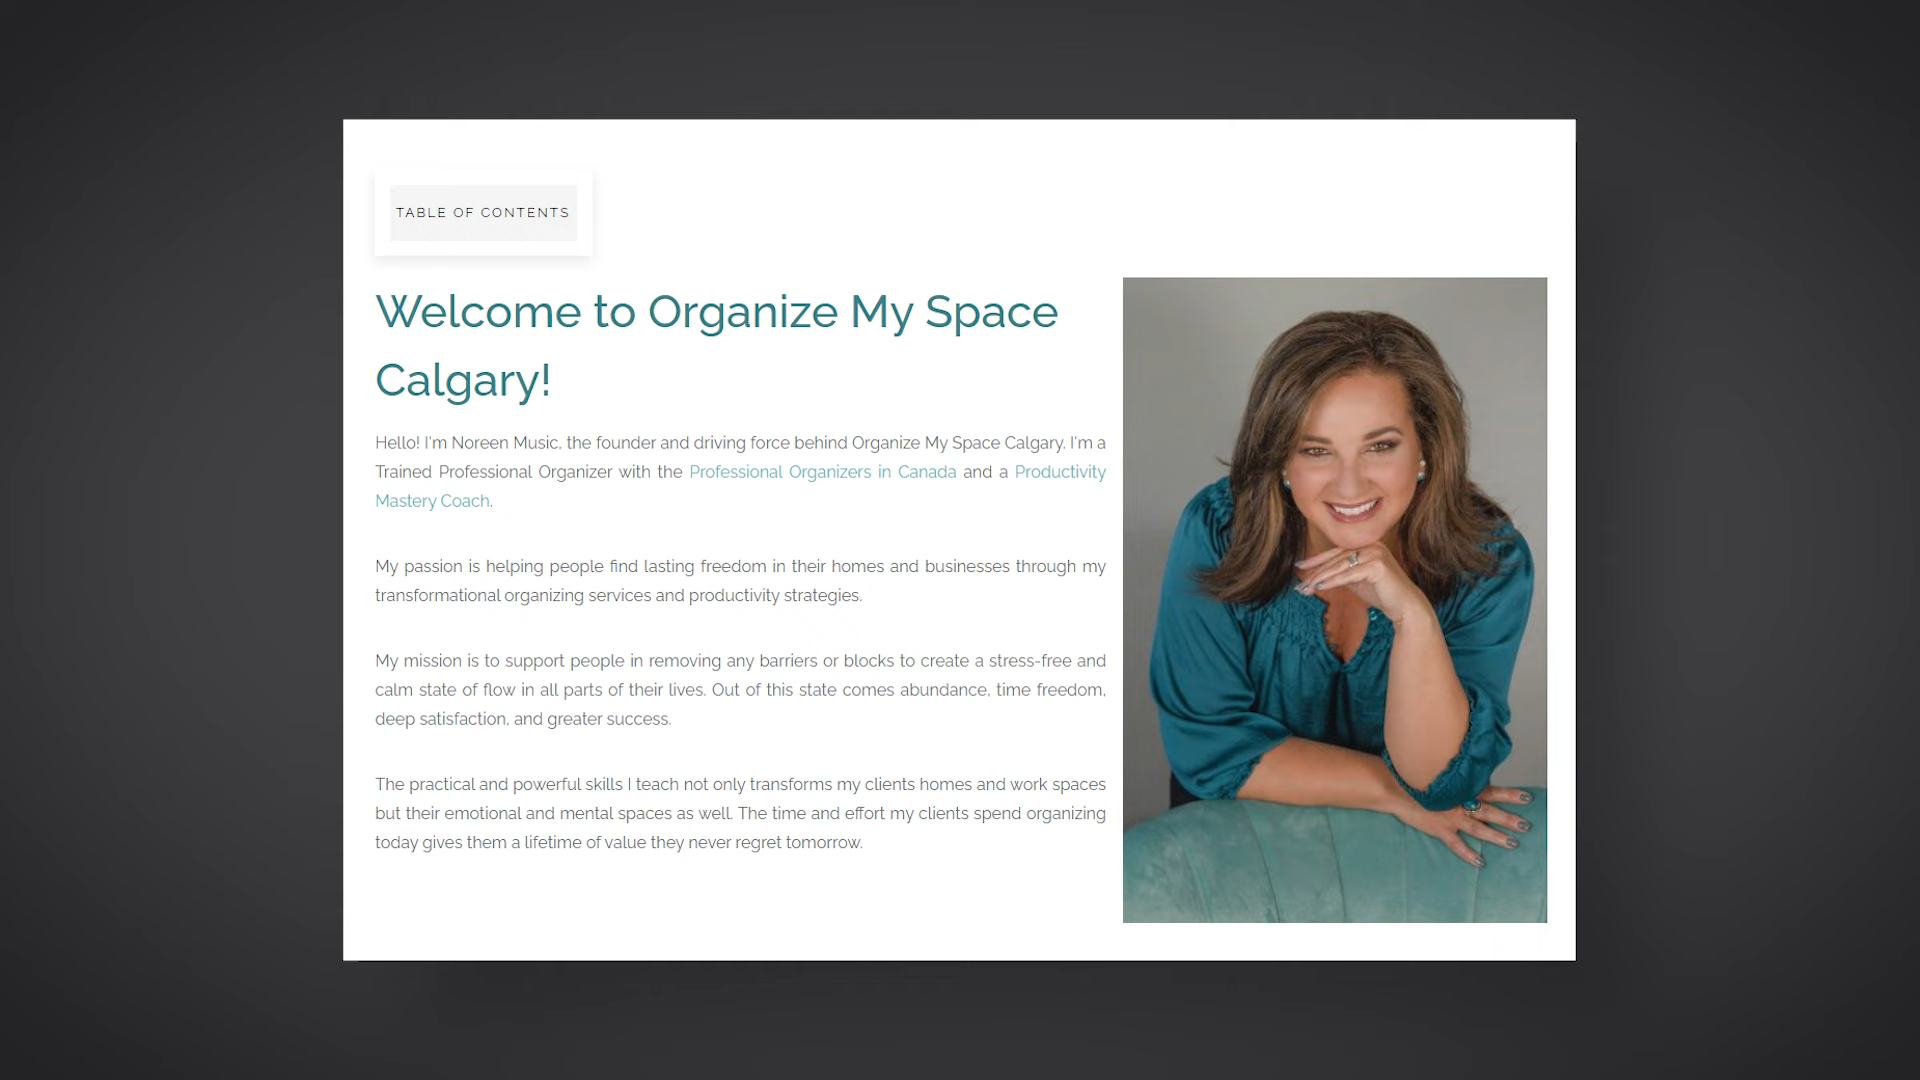 TABLE OF CONTENTS
Welcome to Organize My Space
Calgary!
Hello! I'm Noreen Music, the founder and driving force behind Organize My Space Calgary. I'm a
Trained Professional Organizer with the Professional Organizers in Canada and a Productivity
Mastery Coach.
My passion is helping people find lasting freedom in their homes and businesses through my
transformational organizing services and productivity strategies.
My mission is to support people in removing any barriers or blocks to create a stress-free and
calm state of flow in all parts of their lives. Out of this state comes abundance, time freedom,
deep satisfaction, and greater success.
The practical and powerful skills I teach not only transforms my clients homes and work spaces
but their emotional and mental spaces as well. The time and effort my clients spend organizing
today gives them a lifetime of value they never regret tomorrow.